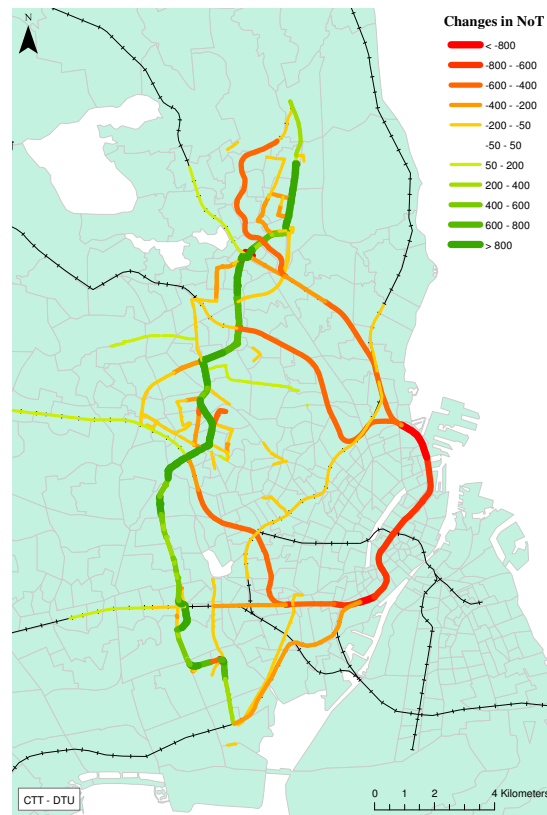 N
Changes in NoT
< -800
-800 - -600
-600 - -400
-400 - -200
-200 - -50
-50 - 50
50 - 200
200 - 400
400 - 600
600 - 800
> 800
CTT - DTU
0 1 2 4 Kilometers